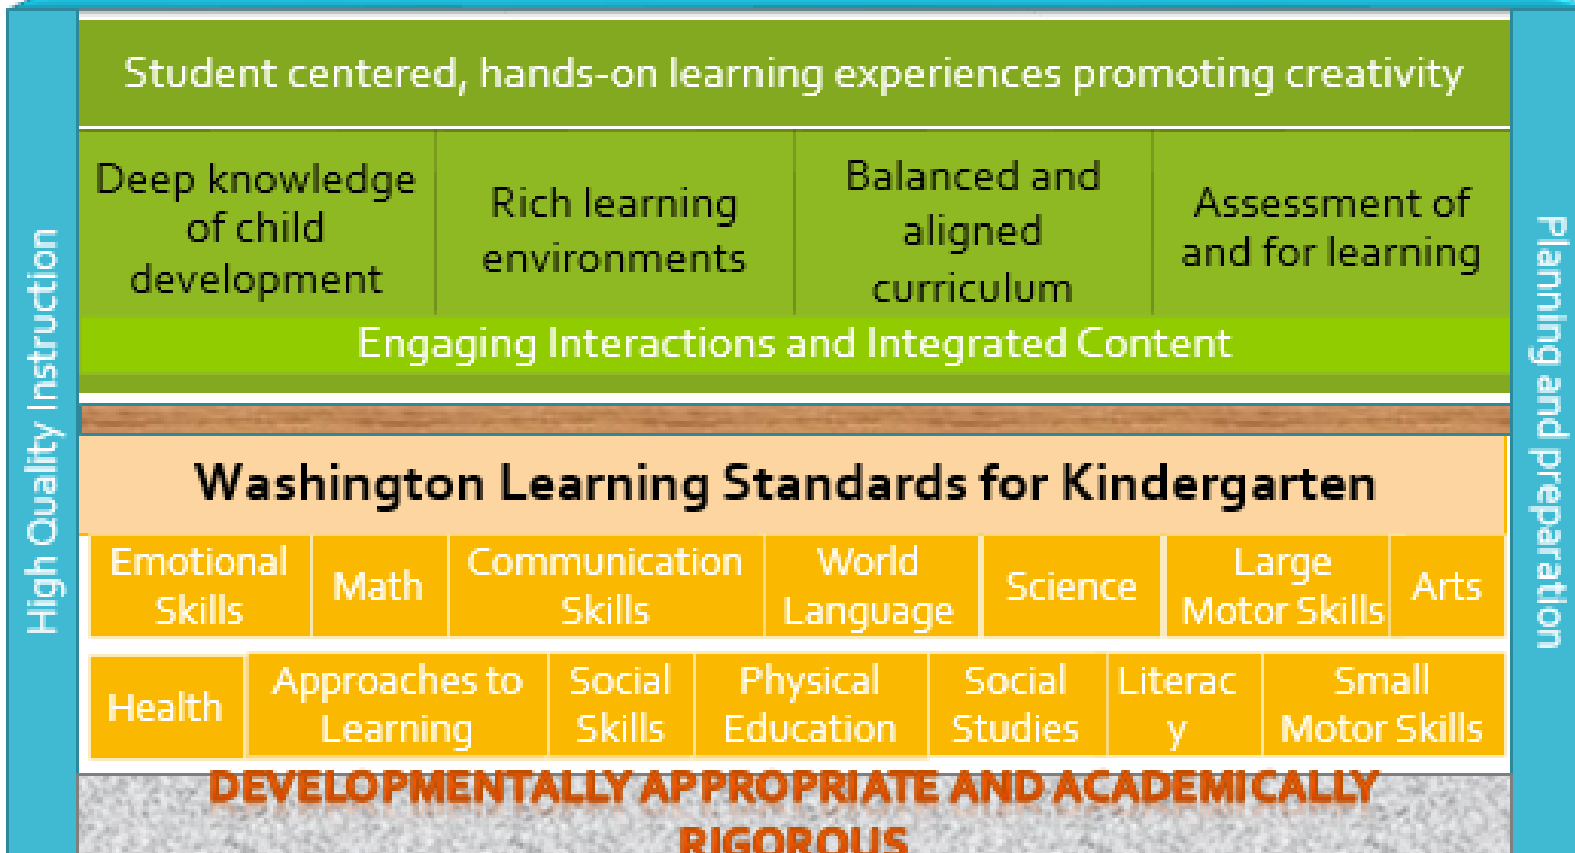 Student centered, hands-on learning experiences promoting creativity
Deep knowledge
of child
development
Rich learning
environments
Balanced and
aligned
curriculum
Assessment of
and for learning
Engaging Interactions and Integrated Content
High Quality Instruction
Planning and preparation
Washington Learning Standards for Kindergarten
Emotional
Skills
Math
Communication
Skills
World
Language
Science
Large
Motor Skills
Arts
Health
Approaches to
Learning
Social
Skills
Physical
Education
Social
Studies
Literac
y
Small
Motor Skills
DEVELOPMENTALLY APPROPRIATE AND ACADEMICALLY
RIGOROUS